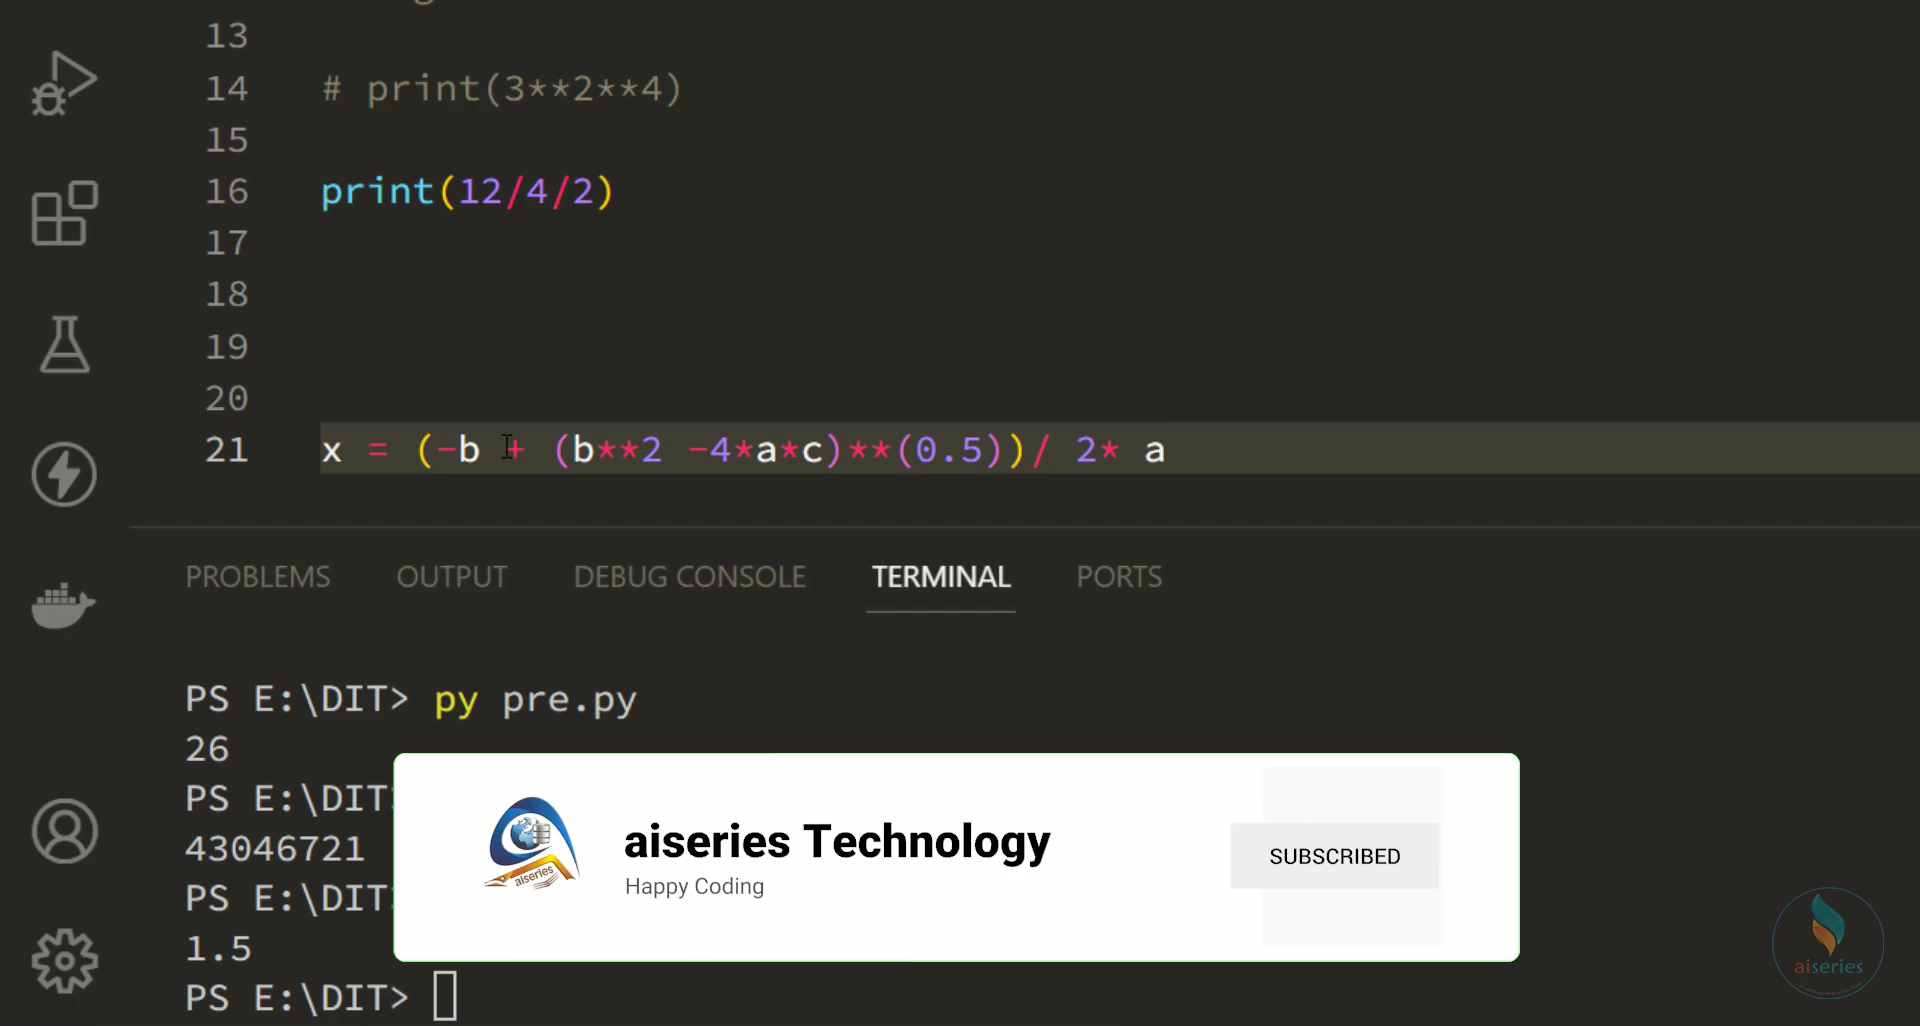 13
14 # print(3**2**4)
15
16 print(12/4/2)
17
18
19
20
21 x = (-b + (b**2 -4*a*c)**(0.5))/ 2* a
PROBLEMS OUTPUT DEBUG CONSOLE TERMINAL PORTS
PS E:\DIT> py pre.py
26
PS E:\DIT
43046721
PS E:\DIT
1.5
PS E:\DIT>
aiseries
aiseries Technology
Happy Coding
SUBSCRIBED
aiseries